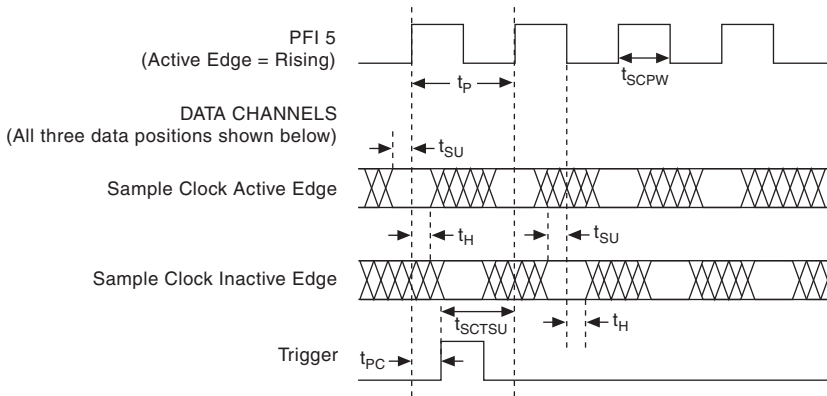 PFI 5
(Active Edge = Rising)
t_P
t_SCPW
DATA CHANNELS
(All three data positions shown below)
t_SU
Sample Clock Active Edge
t_H
t_SU
Sample Clock Inactive Edge
t_SCTSU
t_H
Trigger
t_PC